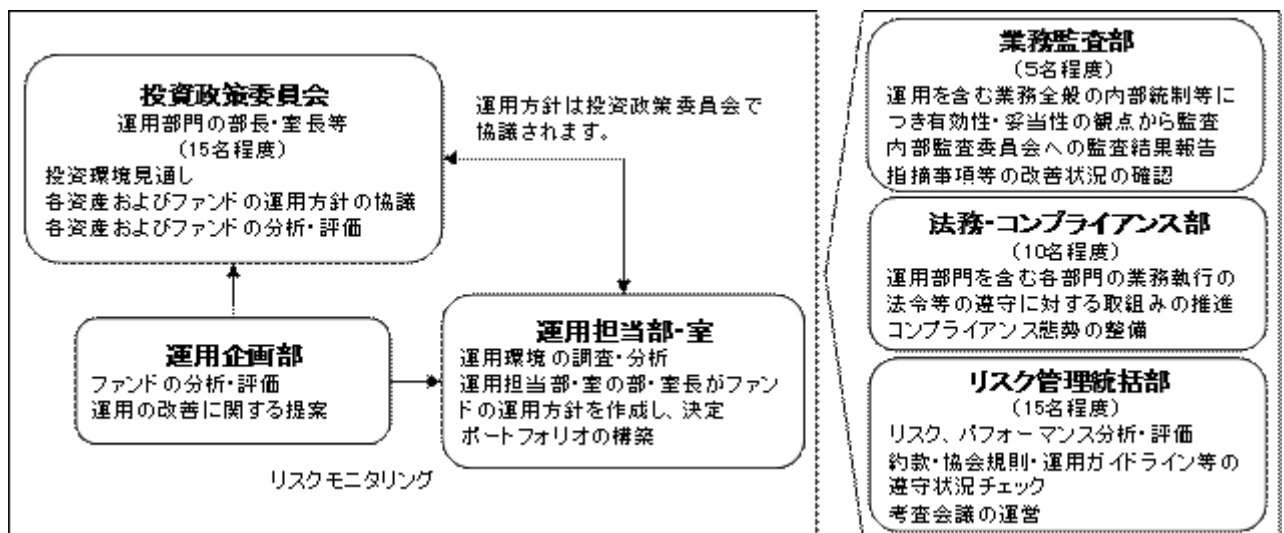 投資政策委員会
運用部門の部長・室長等
(15名程度)
投資環境見通し
各資産およびファンドの運用方針の協議
各資産およびファンドの分析・評価
運用方針は投資政策委員会で
協議されます。
運用企画部
ファンドの分析・評価
運用の改善に関する提案
運用担当部・室
運用環境の調査・分析
運用担当部・室の部・室長がファン
ドの運用方針を作成し、決定
ポートフォリオの構築
リスクモニタリング
業務監査部
(5名程度)
運用を含む業務全般の内部統制等に
つき有効性・妥当性の観点から監査
内部監査委員会への監査結果報告
指摘事項等の改善状況の確認
法務・コンプライアンス部
(10名程度)
運用部門を含む各部門の業務執行の
法令等の遵守に対する取組みの推進
コンプライアンス態勢の整備
リスク管理統括部
(15名程度)
リスク、パフォーマンス分析・評価
約款・協会規則・運用ガイドライン等の
遵守状況チェック
考査会議の運営